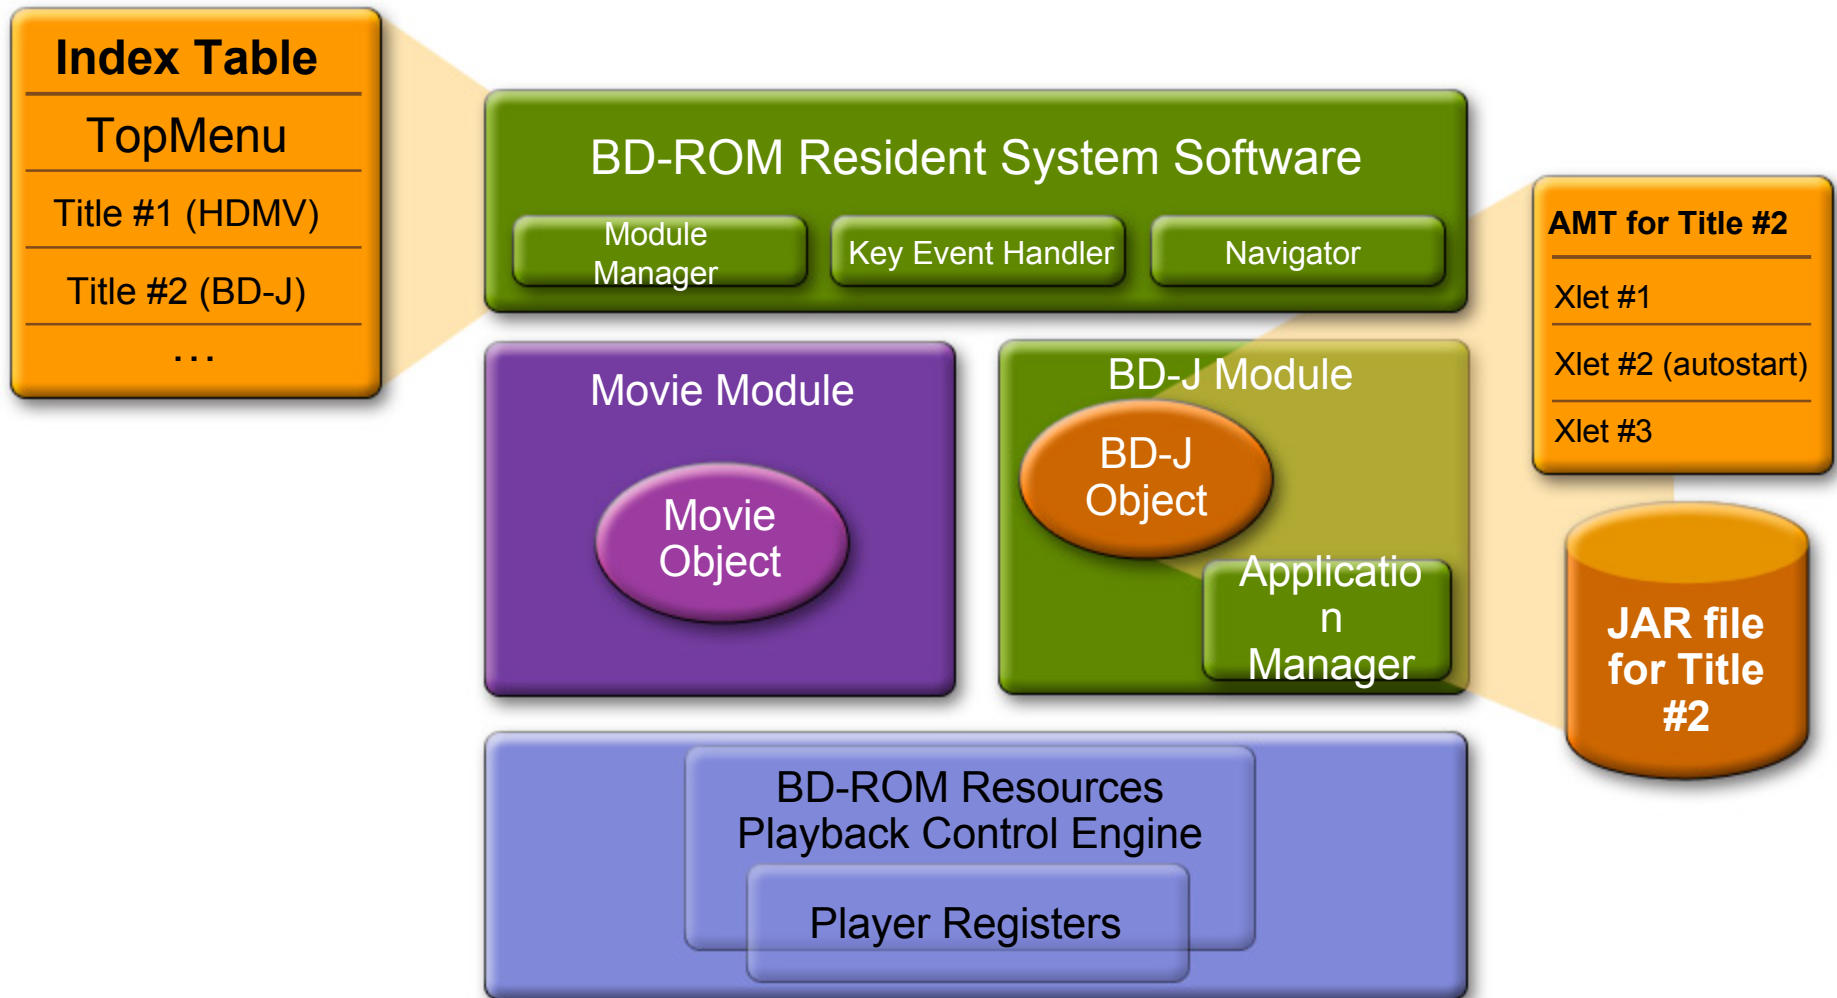 Index Table
TopMenu
Title #1 (HDMV)
Title #2 (BD-J)
...
BD-ROM Resident System Software
Module
Manager
Key Event Handler
Navigator
Movie Module
Movie
Object
BD-J Module
BD-J
Object
Applicatio
n
Manager
AMT for Title #2
Xlet #1
Xlet #2 (autostart)
Xlet #3
JAR file
for Title
#2
BD-ROM Resources
Playback Control Engine
Player Registers